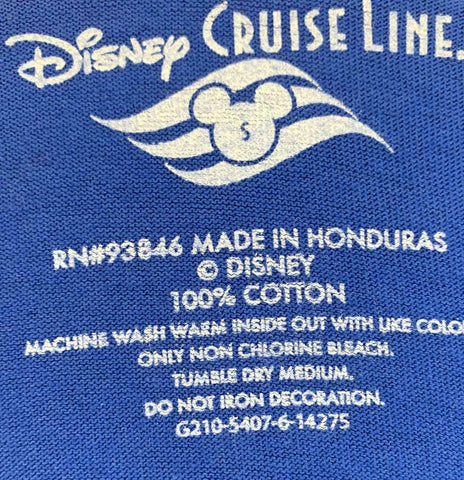 Disney CRUISE LINE.
S
RN#93846 MADE IN HONDURAS
© DISNEY
100% COTTON
MACHINE WASH WARM INSIDE OUT WITH LIKE COLO
ONLY NON CHLORINE BLEACH.
TUMBLE DRY MEDIUM.
DO NOT IRON DECORATION.
G210-5407-6-14275